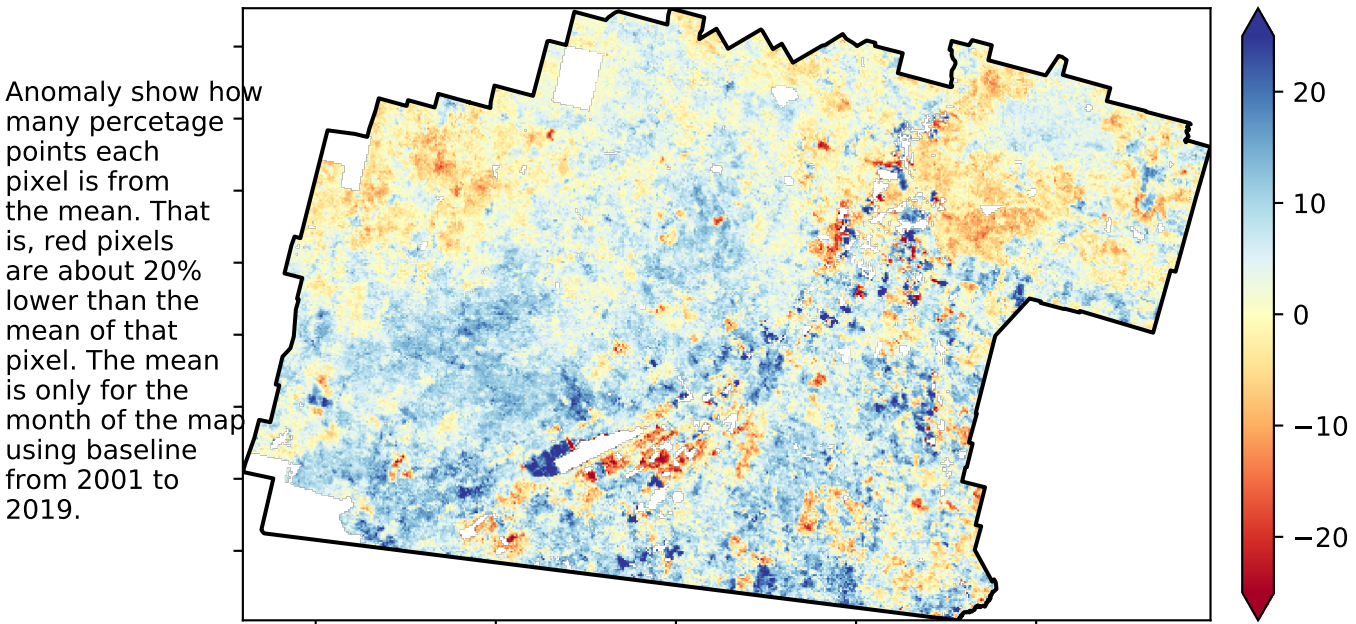 Anomaly show how
many percetage
points each
pixel is from
the mean. That
is, red pixels
are about 20%
lower than the
mean of that
pixel. The mean
is only for the
month of the map
using baseline
from 2001 to
2019.
20
10
0
−10
−20